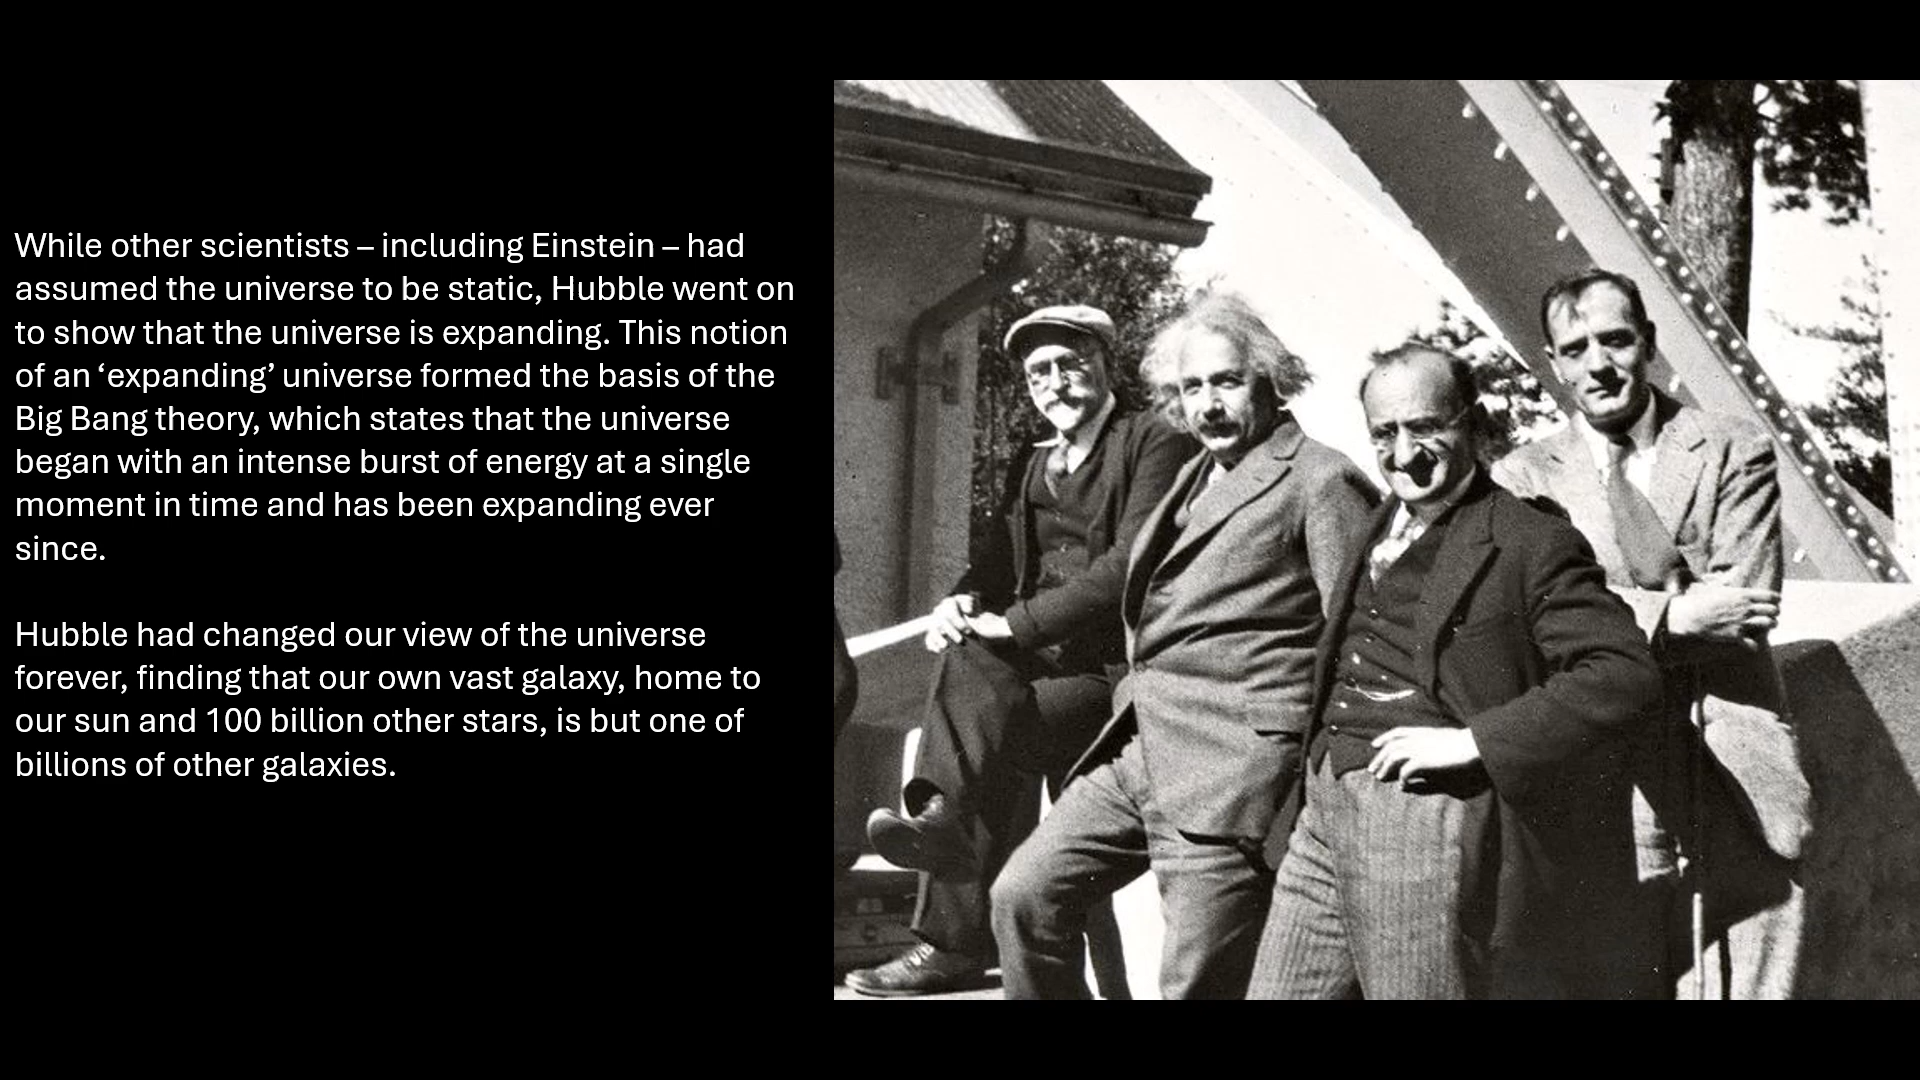 While other scientists – including Einstein – had
assumed the universe to be static, Hubble went on
to show that the universe is expanding. This notion
of an ‘expanding’ universe formed the basis of the
Big Bang theory, which states that the universe
began with an intense burst of energy at a single
moment in time and has been expanding ever
since.
Hubble had changed our view of the universe
forever, finding that our own vast galaxy, home to
our sun and 100 billion other stars, is but one of
billions of other galaxies.